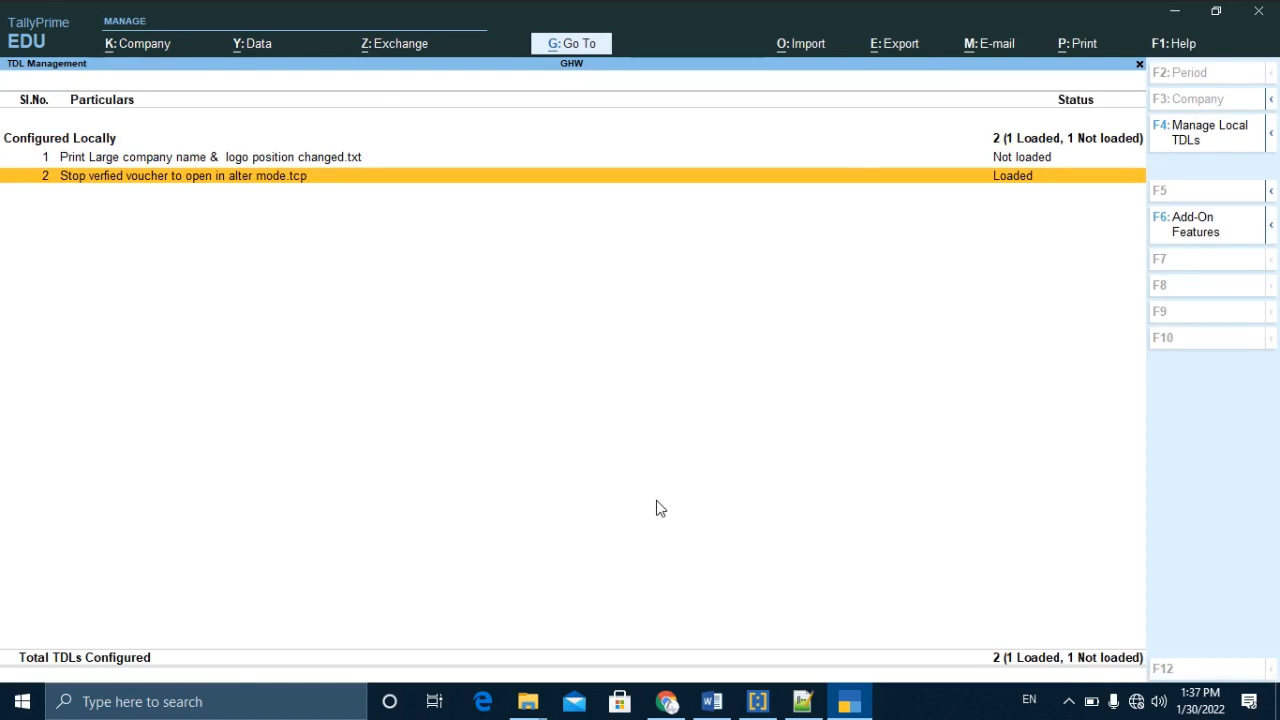 TallyPrime
EDU
MANAGE
K: Company Y: Data Z: Exchange G: Go To O: Import E: Export M: E-mail P: Print F1: Help
TDL Management GHW
Sl.No. Particulars Status
Configured Locally 2 (1 Loaded, 1 Not loaded)
1 Print Large company name & logo position changed.txt Not loaded
2 Stop verfied voucher to open in alter mode.tcp Loaded
Total TDLs Configured 2 (1 Loaded, 1 Not loaded)
F2: Period
F3: Company
F4: Manage Local
TDLs
F5
F6: Add-On
Features
F7
F8
F9
F10
F12
Type here to search
EN
1:37 PM
1/30/2022